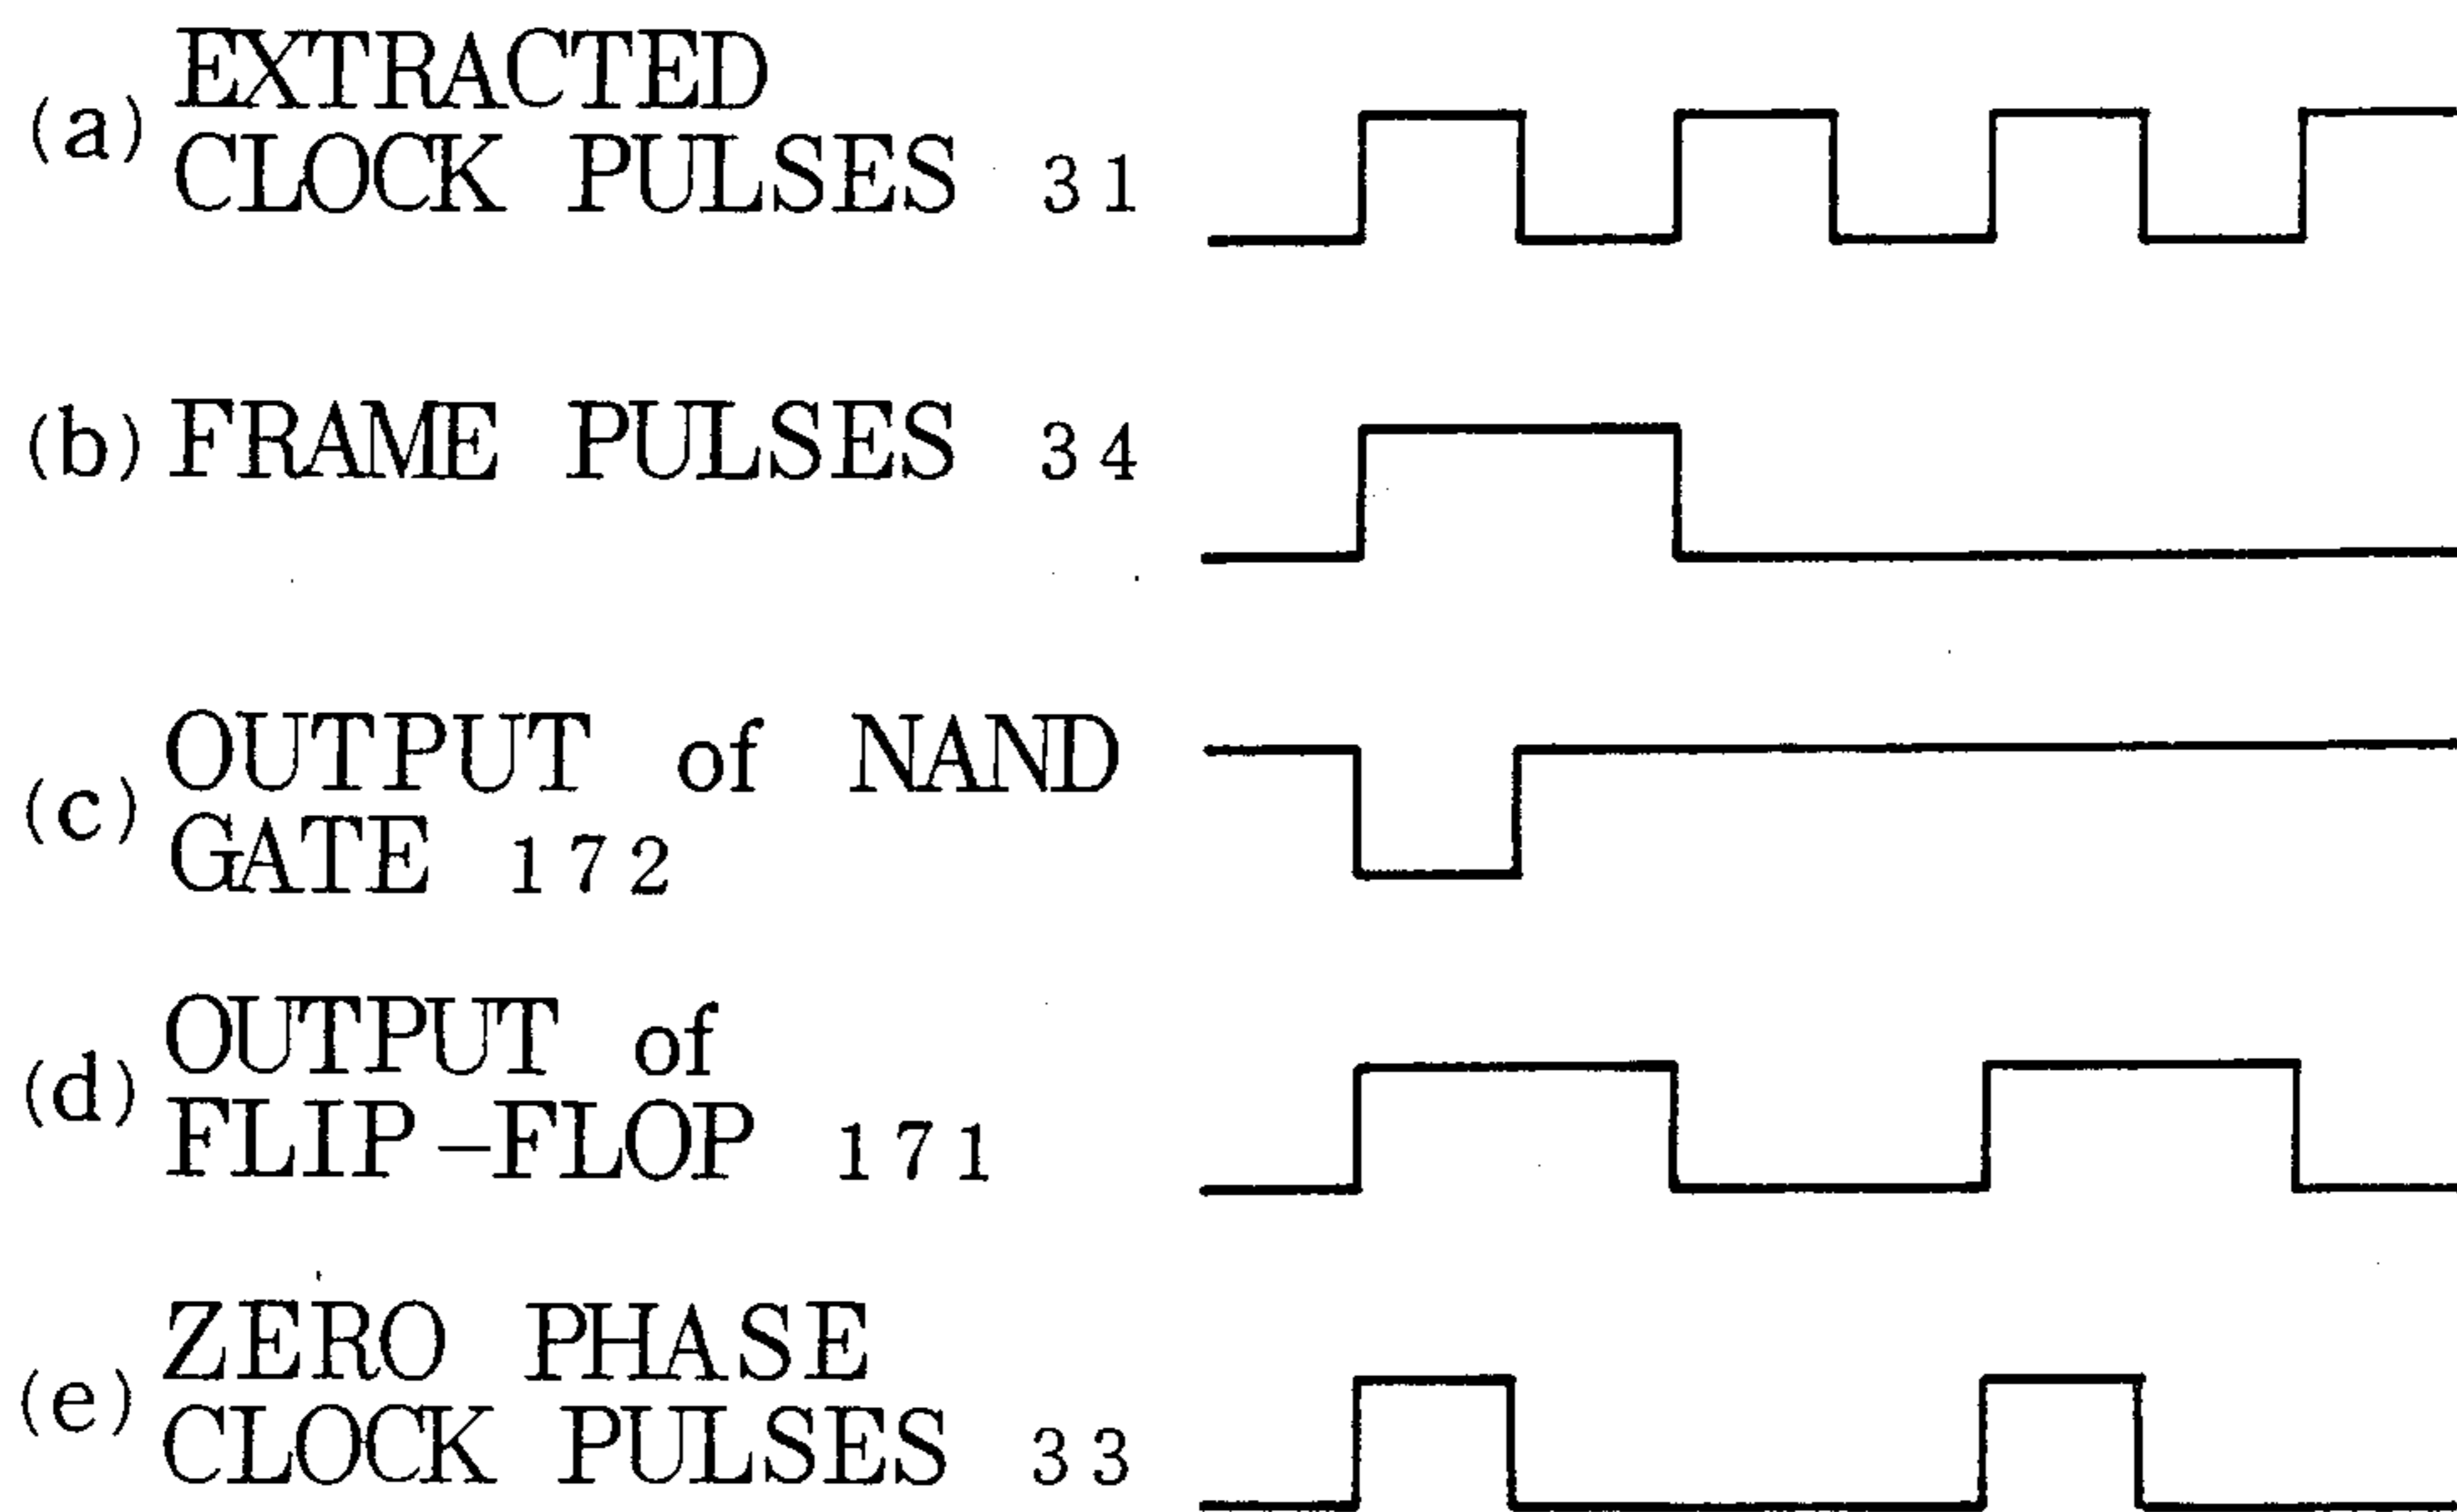 (a) EXTRACTED
CLOCK PULSES 31
(b) FRAME PULSES 34
(c) OUTPUT of NAND
GATE 172
(d) OUTPUT of
FLIP-FLOP 171
(e) ZERO PHASE
CLOCK PULSES 33